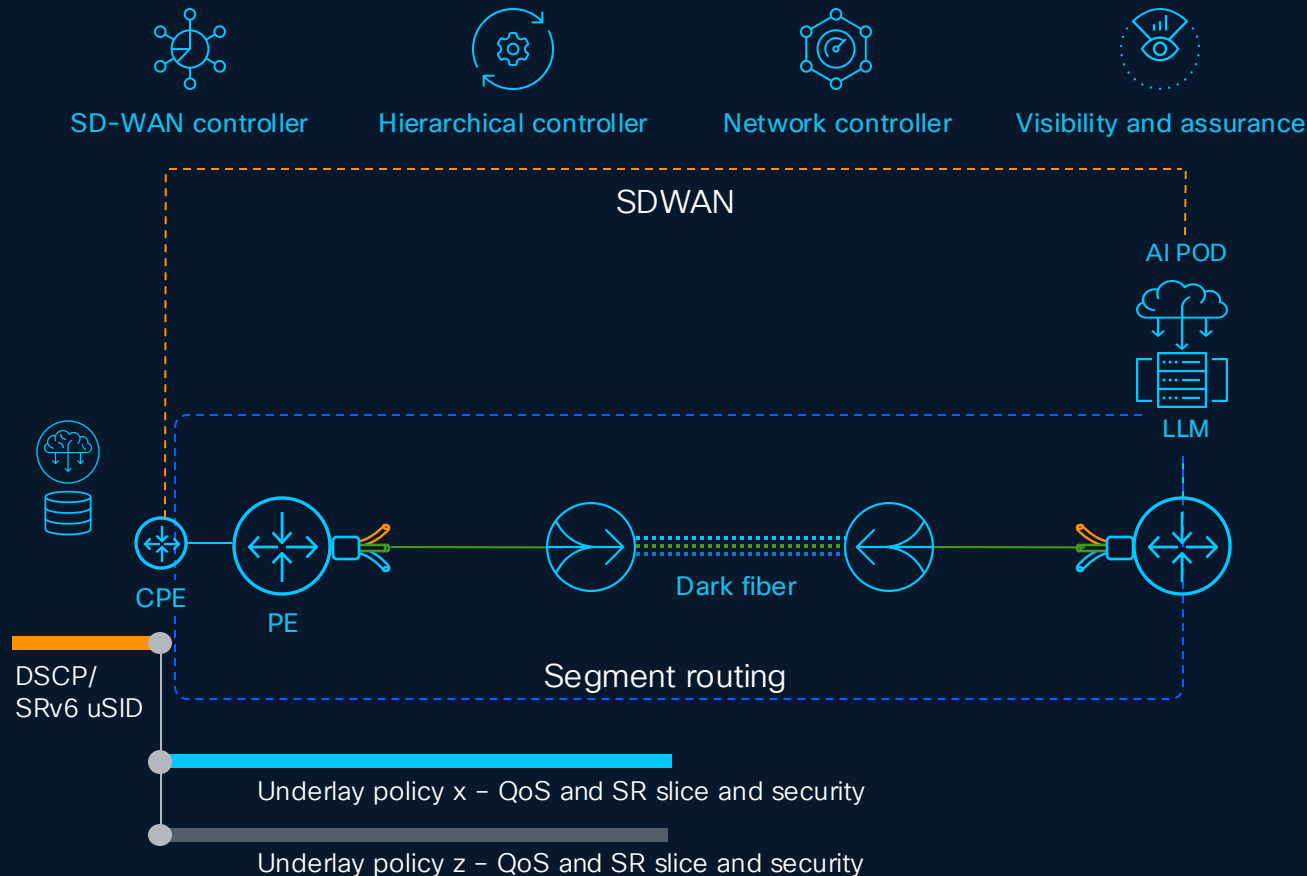 SD-WAN controller
Hierarchical controller
Network controller
Visibility and assurance
SDWAN
AI POD
LLM
Dark fiber
CPE
PE
Segment routing
DSCP/
SRv6 uSID
Underlay policy x – QoS and SR slice and security
Underlay policy z – QoS and SR slice and security